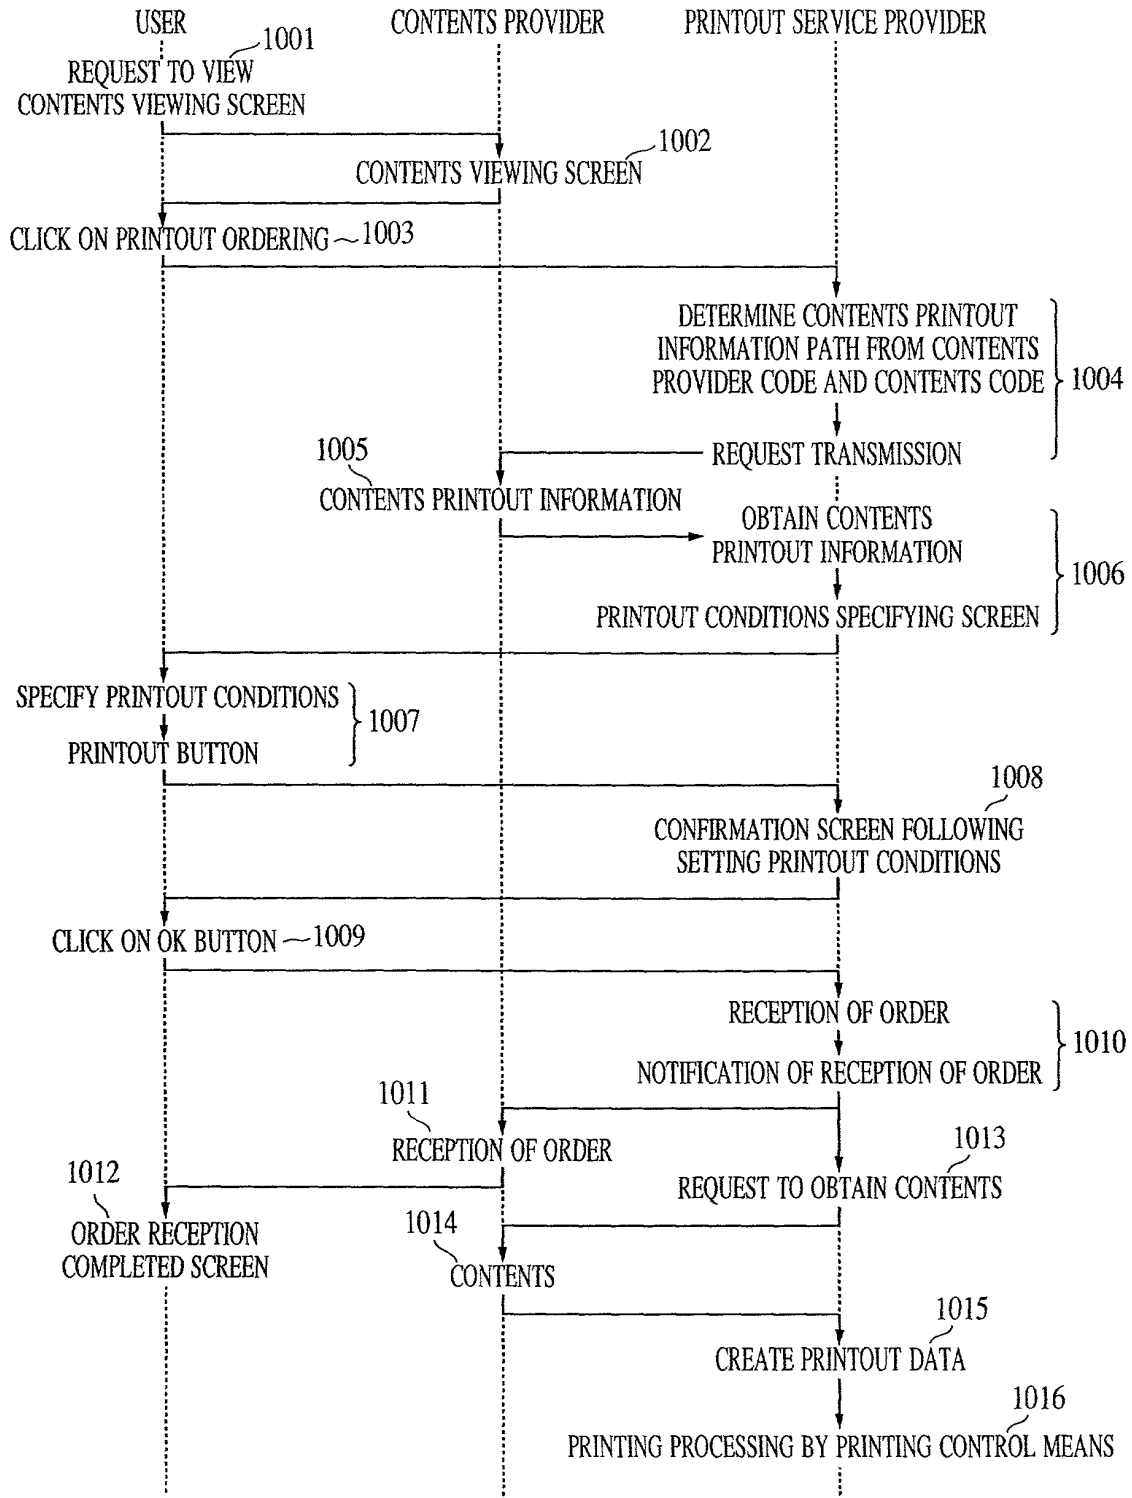 USER
CONTENTS PROVIDER
PRINTOUT SERVICE PROVIDER
1001
REQUEST TO VIEW
CONTENTS VIEWING SCREEN
1002
CONTENTS VIEWING SCREEN
CLICK ON PRINTOUT ORDERING
1003
DETERMINE CONTENTS PRINTOUT
INFORMATION PATH FROM CONTENTS
PROVIDER CODE AND CONTENTS CODE
1004
REQUEST TRANSMISSION
1005
CONTENTS PRINTOUT INFORMATION
OBTAIN CONTENTS
PRINTOUT INFORMATION
1006
PRINTOUT CONDITIONS SPECIFYING SCREEN
SPECIFY PRINTOUT CONDITIONS
1007
PRINTOUT BUTTON
1008
CONFIRMATION SCREEN FOLLOWING
SETTING PRINTOUT CONDITIONS
CLICK ON OK BUTTON
1009
RECEPTION OF ORDER
1010
NOTIFICATION OF RECEPTION OF ORDER
1011
RECEPTION OF ORDER
1013
REQUEST TO OBTAIN CONTENTS
1012
ORDER RECEPTION
COMPLETED SCREEN
1014
CONTENTS
1015
CREATE PRINTOUT DATA
1016
PRINTING PROCESSING BY PRINTING CONTROL MEANS